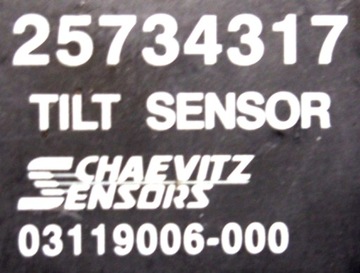 25734317
TILT SENSOR
SCHAEVITZ
SENSORS
03119006-000